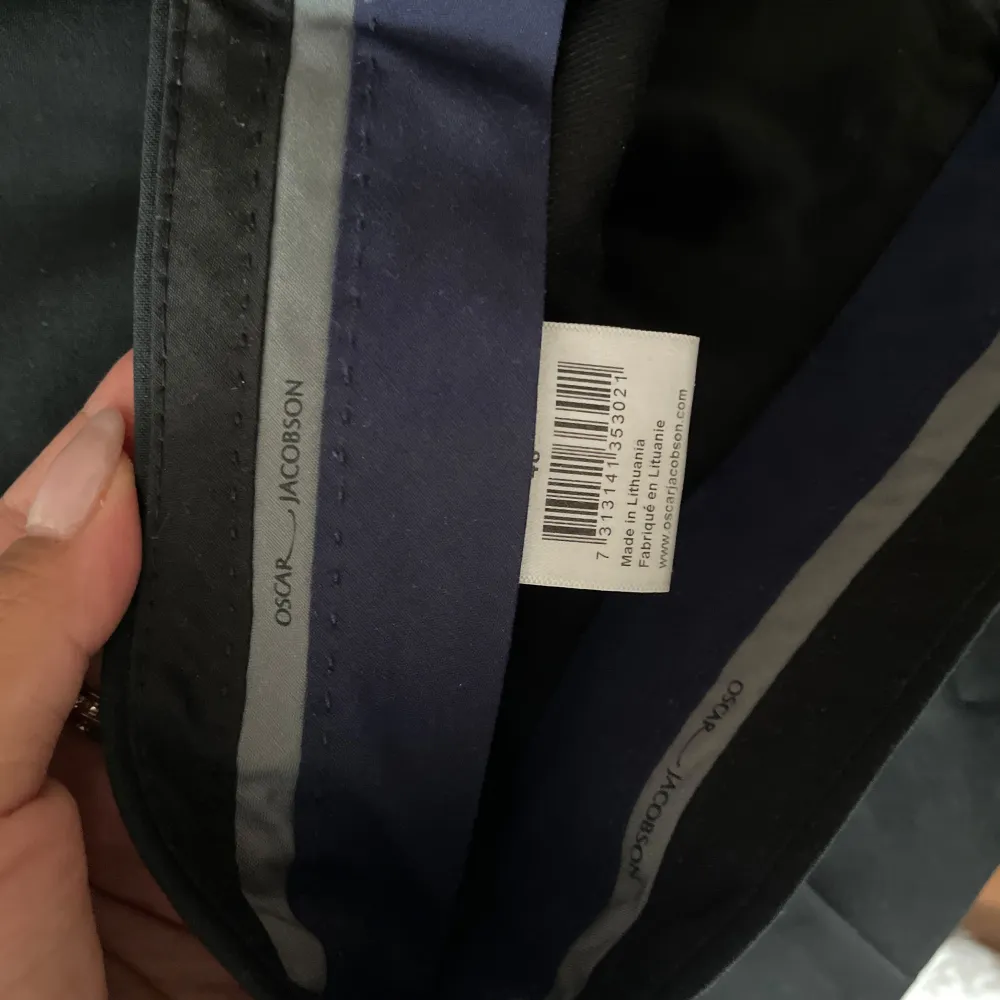 OSCAR JACOBSON
7 313141 353021
Made in Lithuania
Fabriqué en Lituanie
www.oscarjacobson.com
OSCAR JACOBSON